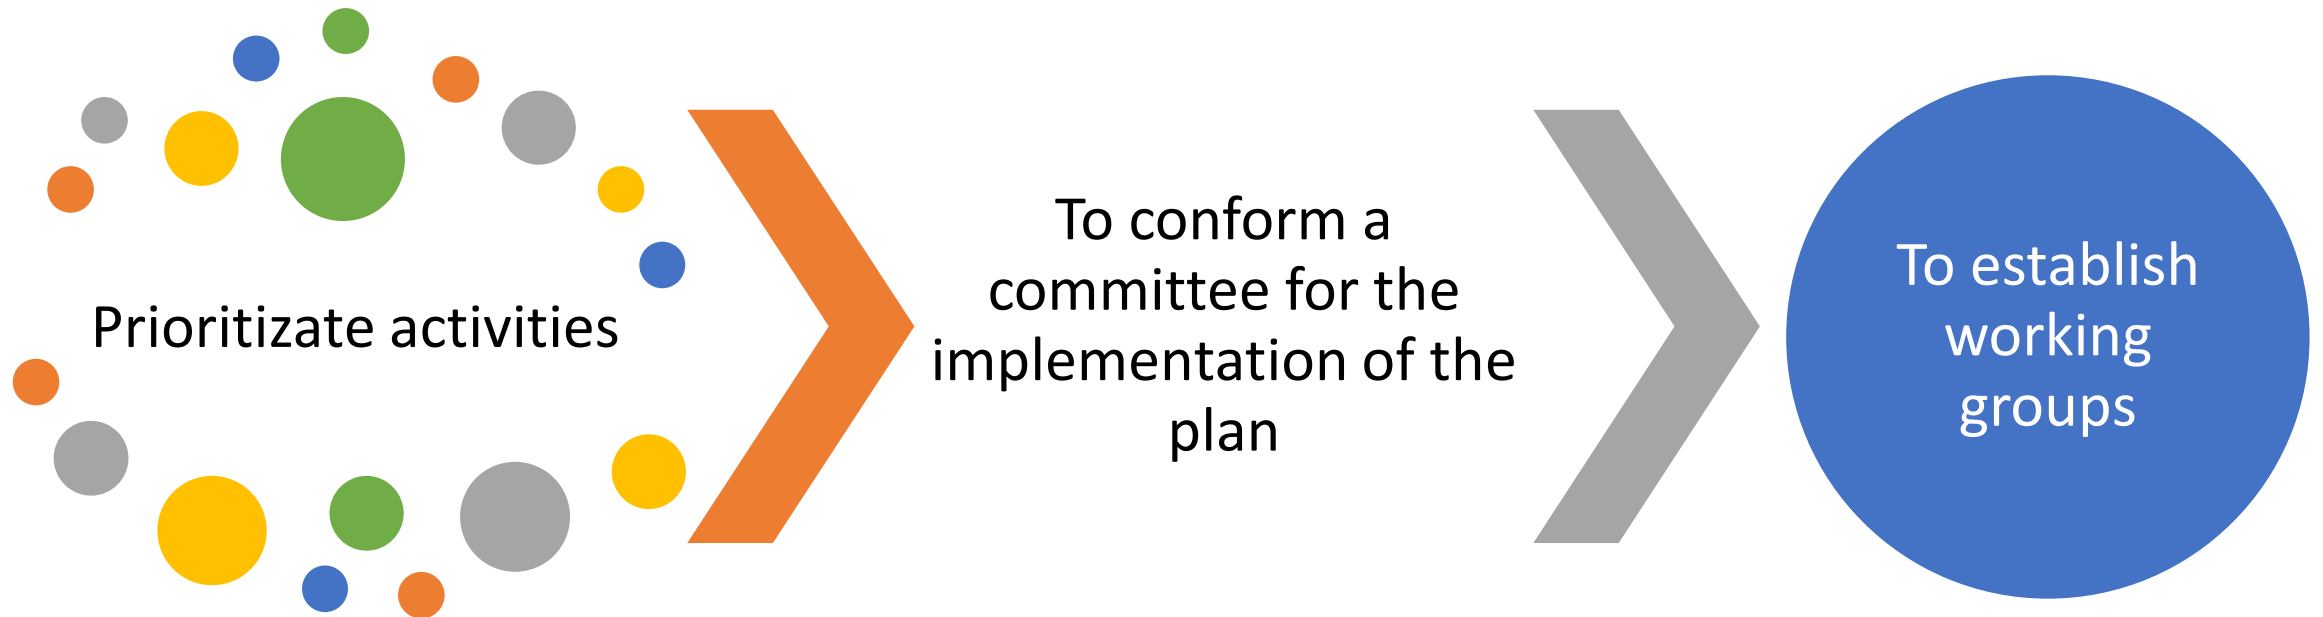 Prioritizate activities
To conform a
committee for the
implementation of the
plan
To establish
working
groups